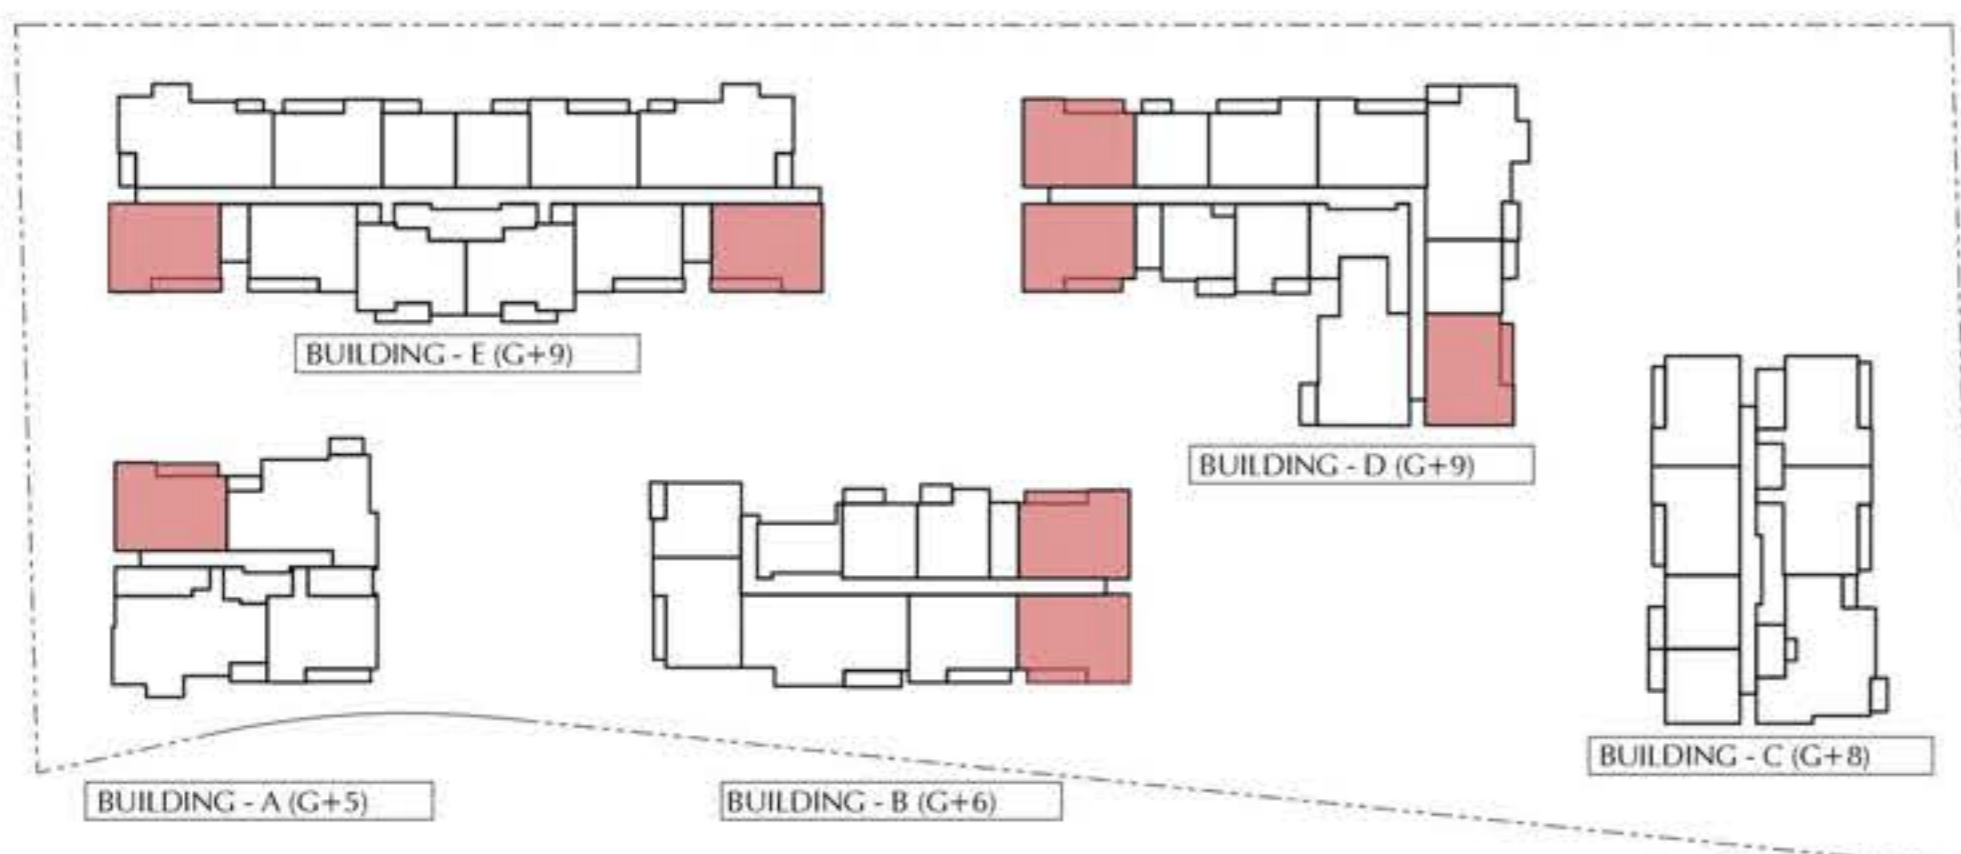 BUILDING - E (G+9)
BUILDING - D (G+9)
BUILDING - C (G+8)
BUILDING - A (G+5)
BUILDING - B (G+6)